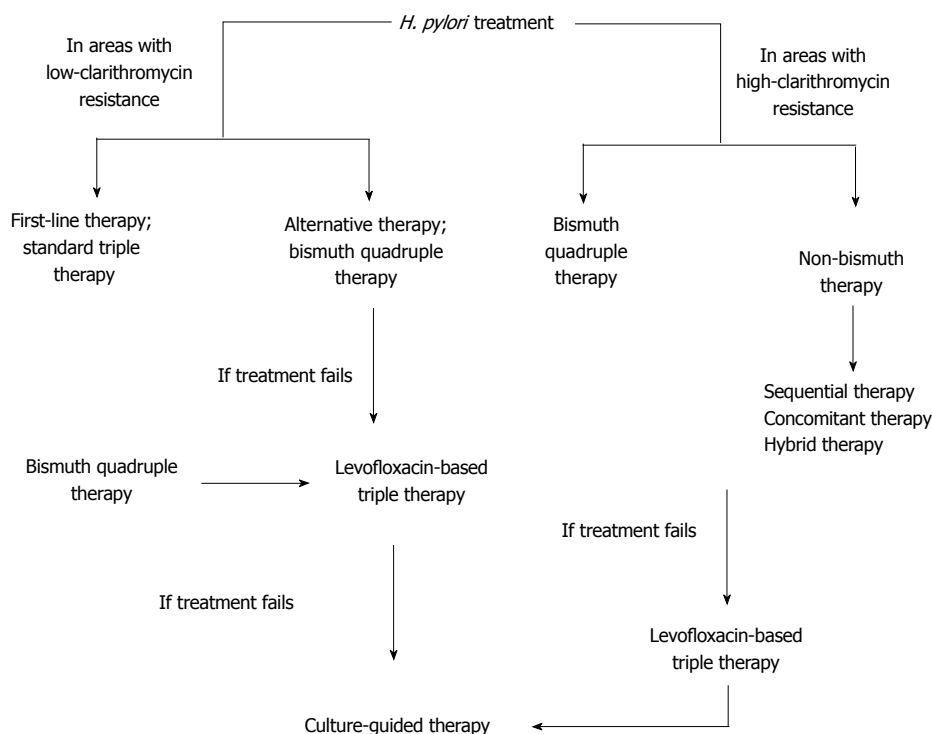 H. pylori treatment
In areas with
low-clarithromycin
resistance
In areas with
high-clarithromycin
resistance
First-line therapy;
standard triple
therapy
Alternative therapy;
bismuth quadruple
therapy
Bismuth
quadruple
therapy
Non-bismuth
therapy
If treatment fails
Sequential therapy
Concomitant therapy
Hybrid therapy
Bismuth quadruple
therapy
Levofloxacin-based
triple therapy
If treatment fails
If treatment fails
Levofloxacin-based
triple therapy
Culture-guided therapy